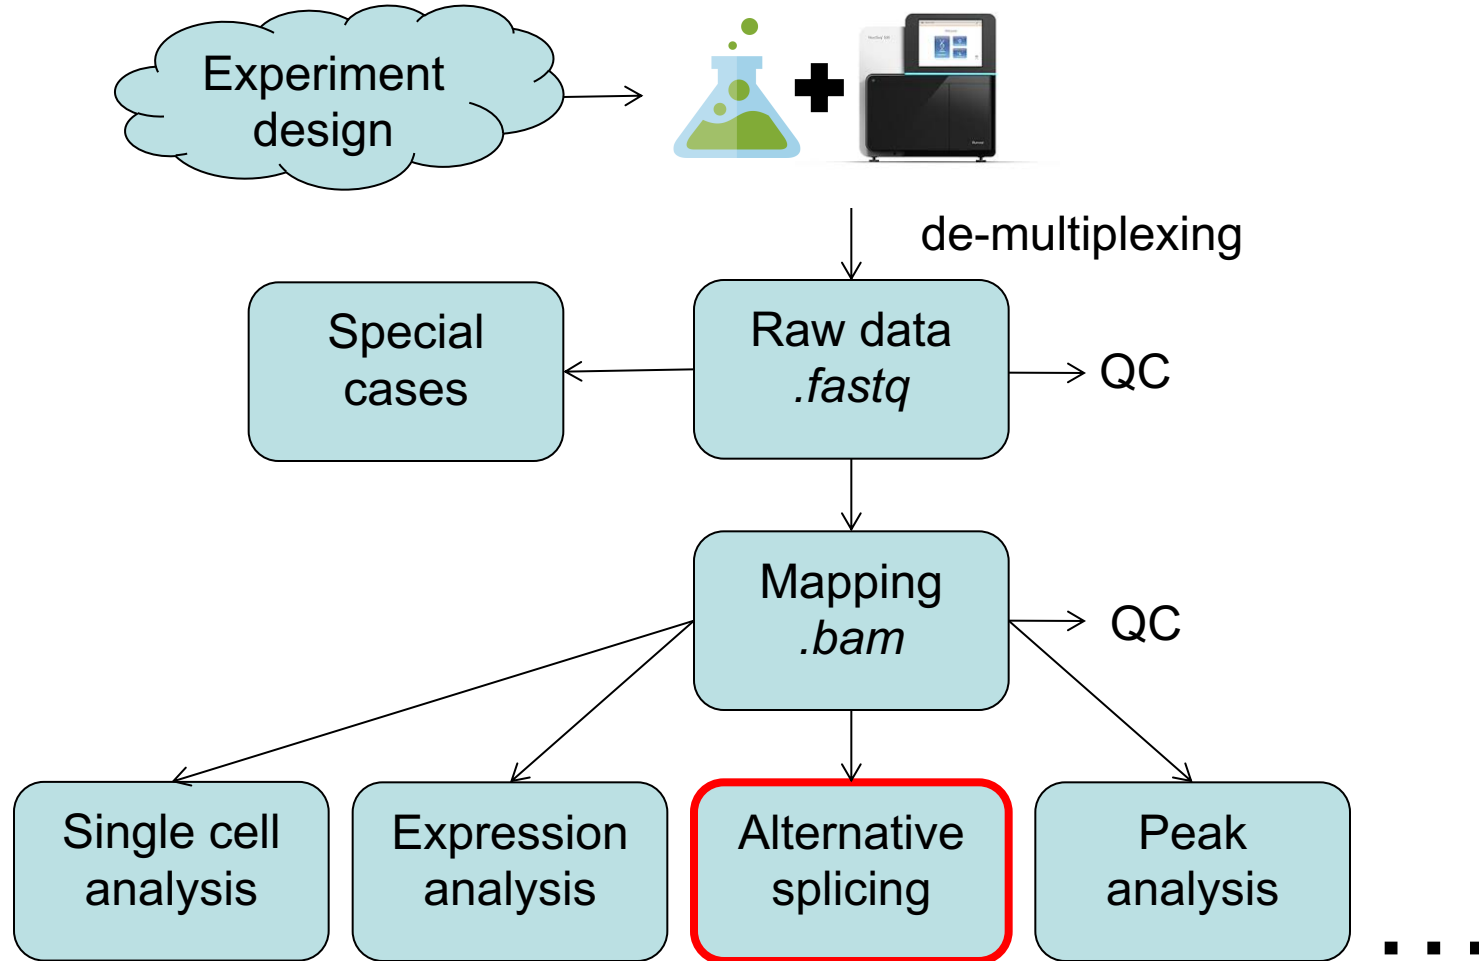 Experiment
design
de-multiplexing
Special
cases
Raw data
.fastq
QC
Mapping
.bam
QC
Single cell
analysis
Expression
analysis
Alternative
splicing
Peak
analysis
...